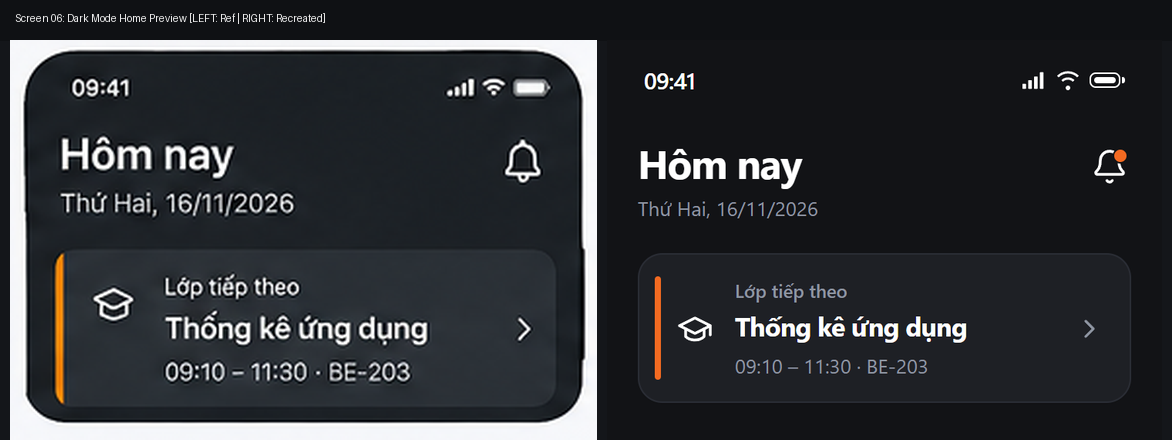 Screen 06: Dark Mode Home Preview [LEFT: Ref | RIGHT: Recreated]
09:41
Hôm nay
Thứ Hai, 16/11/2026
Lớp tiếp theo
Thống kê ứng dụng
09:10 – 11:30 · BE-203
09:41
Hôm nay
Thứ Hai, 16/11/2026
Lớp tiếp theo
Thống kê ứng dụng
09:10 – 11:30 · BE-203